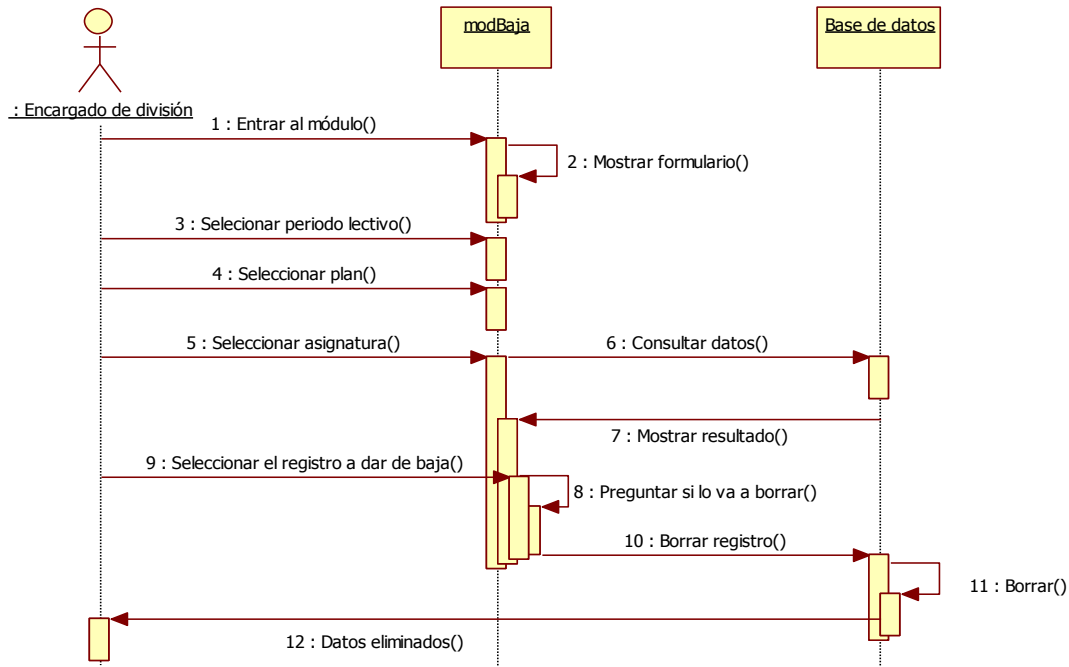 modBaja
Base de datos
: Encargado de división
1 : Entrar al módulo()
2 : Mostrar formulario()
3 : Selecionar periodo lectivo()
4 : Seleccionar plan()
5 : Seleccionar asignatura()
6 : Consultar datos()
7 : Mostrar resultado()
9 : Seleccionar el registro a dar de baja()
8 : Preguntar si lo va a borrar()
10 : Borrar registro()
11 : Borrar()
12 : Datos eliminados()